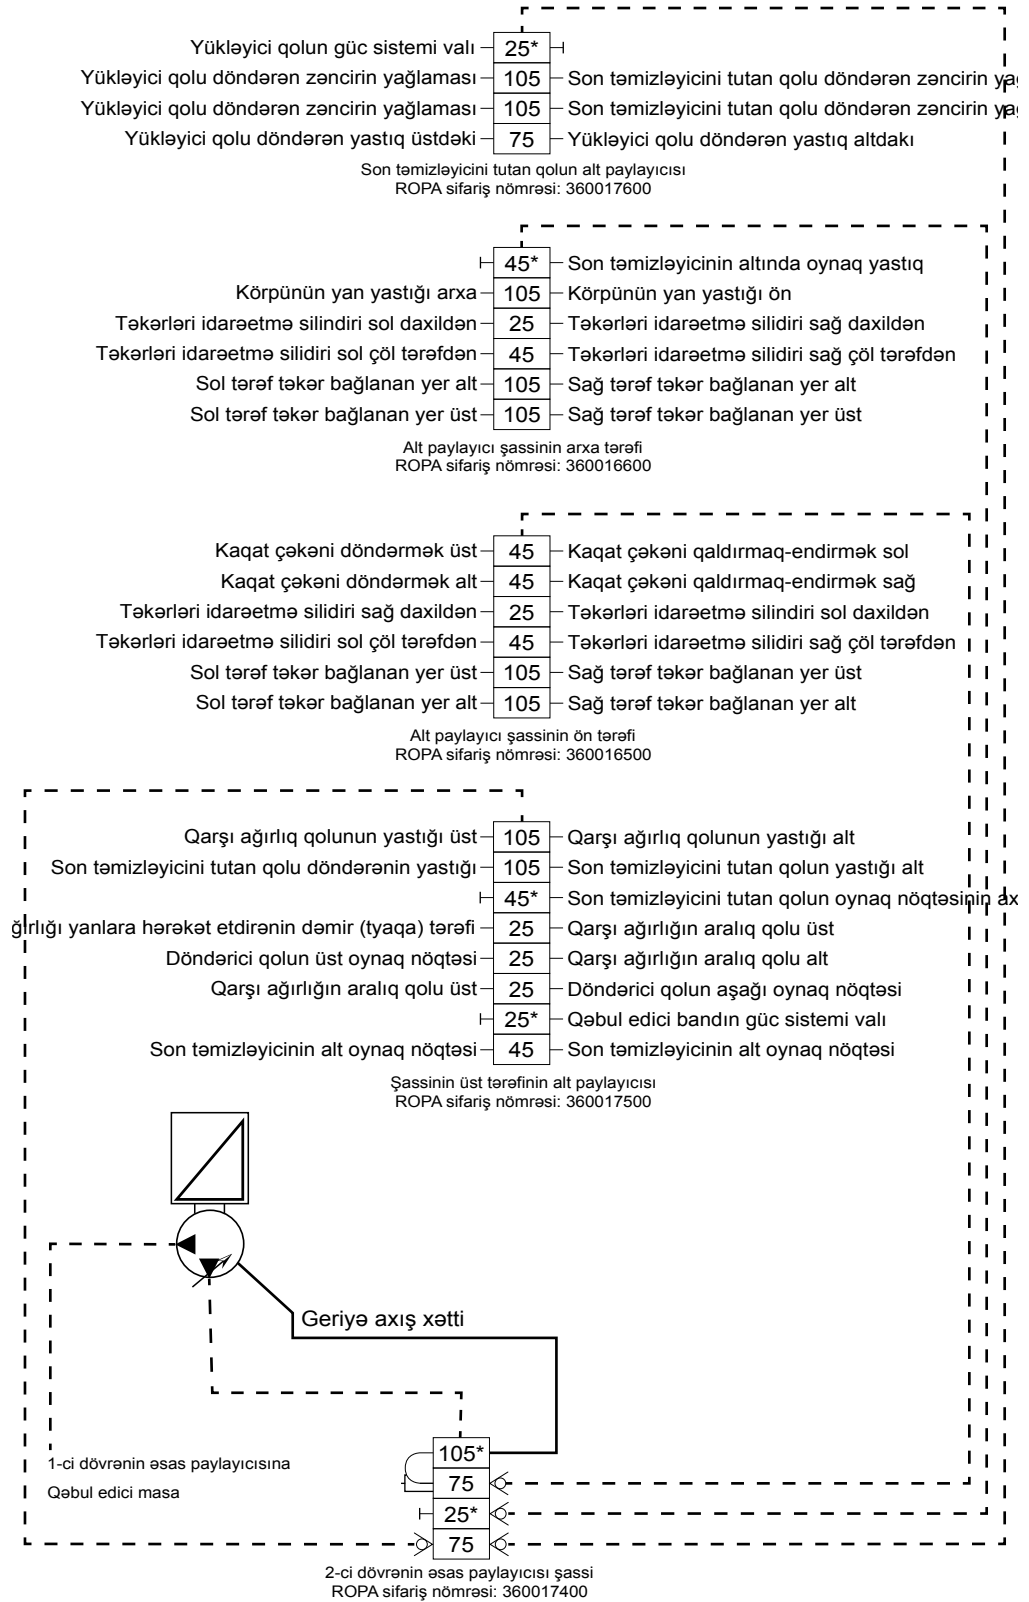 Yükləyici qolun güc sistemi valı 25*
Yükləyici qolu döndərən zəncirin yağlaması 105 Son təmizləyicini tutan qolu döndərən zəncirin
Yükləyici qolu döndərən zəncirin yağlaması 105 Son təmizləyicini tutan qolu döndərən zəncirin
Yükləyici qolu döndərən yastıq üstdəki 75 Yükləyici qolu döndərən yastıq altdakı
Son təmizləyicini tutan qolun alt paylayıcısı
ROPA sifariş nömrəsi: 360017600
45* Son təmizləyicinin altında oynaq yastıq
Körpünün yan yastığı arxa 105 Körpünün yan yastığı ön
Təkərləri idarəetmə silindiri sol daxildən 25 Təkərləri idarəetmə silidiri sağ daxildən
Təkərləri idarəetmə silidiri sol çöl tərəfdən 45 Təkərləri idarəetmə silidiri sağ çöl tərəfdən
Sol tərəf təkər bağlanan yer alt 105 Sağ tərəf təkər bağlanan yer alt
Sol tərəf təkər bağlanan yer üst 105 Sağ tərəf təkər bağlanan yer üst
Alt paylayıcı şassinin arxa tərəfi
ROPA sifariş nömrəsi: 360016600
Kaqat çəkəni döndərmək üst 45 Kaqat çəkəni qaldırmaq-endirmək sol
Kaqat çəkəni döndərmək alt 45 Kaqat çəkəni qaldırmaq-endirmək sağ
Təkərləri idarəetmə silidiri sağ daxildən 25 Təkərləri idarəetmə silindiri sol daxildən
Təkərləri idarəetmə silidiri sol çöl tərəfdən 45 Təkərləri idarəetmə silidiri sağ çöl tərəfdən
Sol tərəf təkər bağlanan yer üst 105 Sağ tərəf təkər bağlanan yer üst
Sol tərəf təkər bağlanan yer alt 105 Sağ tərəf təkər bağlanan yer alt
Alt paylayıcı şassinin ön tərəfi
ROPA sifariş nömrəsi: 360016500
Qarşı ağırlıq qolunun yastığı üst 105 Qarşı ağırlıq qolunun yastığı alt
Son təmizləyicini tutan qolu döndərənin yastığı 105 Son təmizləyicini tutan qolun yastığı alt
45* Son təmizləyicini tutan qolun oynaq nöqtəsinin
ğırlığı yanlara hərəkət etdirənin dəmir (tyaqa) tərəfi 25 Qarşı ağırlığın aralıq qolu üst
Döndərici qolun üst oynaq nöqtəsi 25 Qarşı ağırlığın aralıq qolu alt
Qarşı ağırlığın aralıq qolu üst 25 Döndərici qolun aşağı oynaq nöqtəsi
25* Qəbul edici bandın güc sistemi valı
Son təmizləyicinin alt oynaq nöqtəsi 45 Son təmizləyicinin alt oynaq nöqtəsi
Şassinin üst tərəfinin alt paylayıcısı
ROPA sifariş nömrəsi: 360017500
Geriyə axış xətti
1-ci dövrənin əsas paylayıcısına
Qəbul edici masa
105*
75
25*
75
2-ci dövrənin əsas paylayıcısı şassi
ROPA sifariş nömrəsi: 360017400